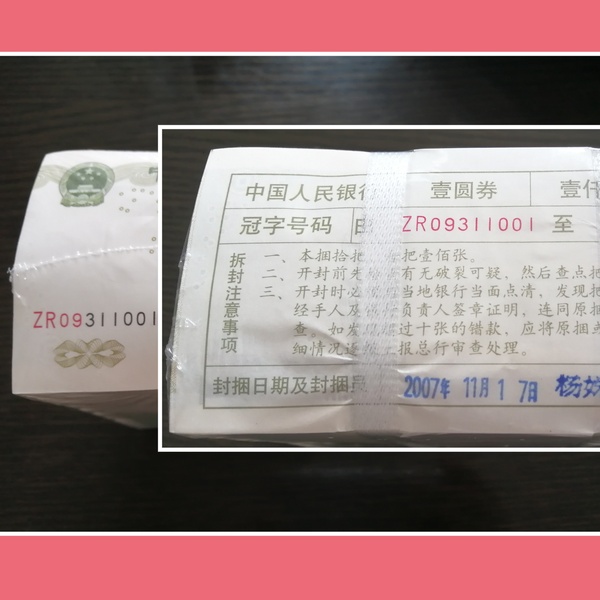 ZR09311001
中国人民银行 壹圆券 壹仟
冠字号码 由 ZR09311001 至
拆封注意事项
一、本捆拾把 把壹佰张。
二、开封前先 有无破裂可疑，然后查点把
三、开封时必 当地银行当面点清，发现把
经手人及 负责人签章证明，连同原捆
查。如发 过十张的错款，应将原捆
细情况 报总行审查处理。
封捆日期及封捆员 2007年 11月17日 杨